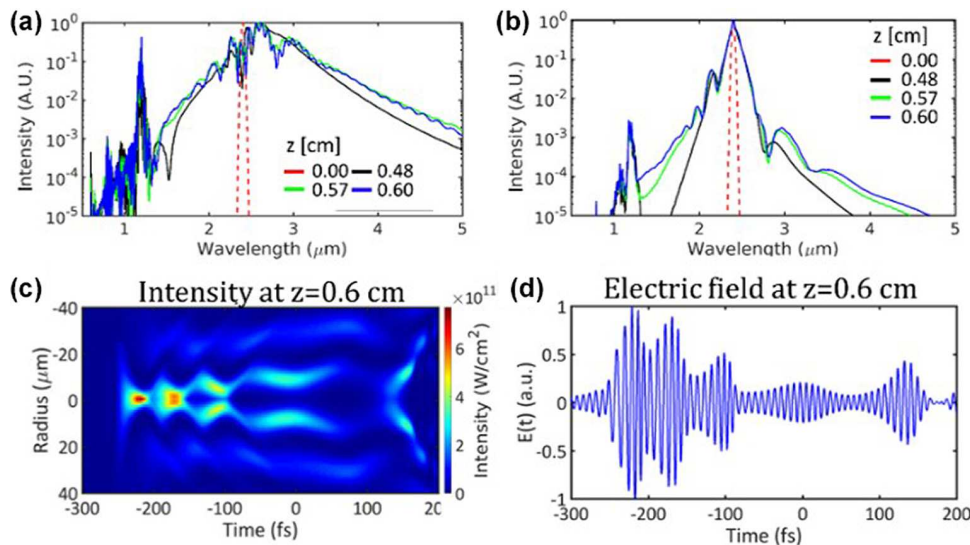 (a)
Intensity (A.U.)
10^0
10^-1
10^-2
10^-3
10^-4
10^-5
z [cm]
0.00 0.48
0.57 0.60
1 2 3 4 5
Wavelength (μm)
(b)
Intensity (A.U.)
10^0
10^-1
10^-2
10^-3
10^-4
10^-5
z [cm]
0.00
0.48
0.57
0.60
1 2 3 4 5
Wavelength (μm)
(c)
Intensity at z=0.6 cm
×10^11
Radius (μm)
-40
-20
0
20
40
-300 -200 -100 0 100 20
Time (fs)
8
6
4
2
0
Intensity (W/cm^2)
(d)
Electric field at z=0.6 cm
E(t) (a.u.)
1
0.5
0
-0.5
-1
-300 -200 -100 0 100 200
Time (fs)